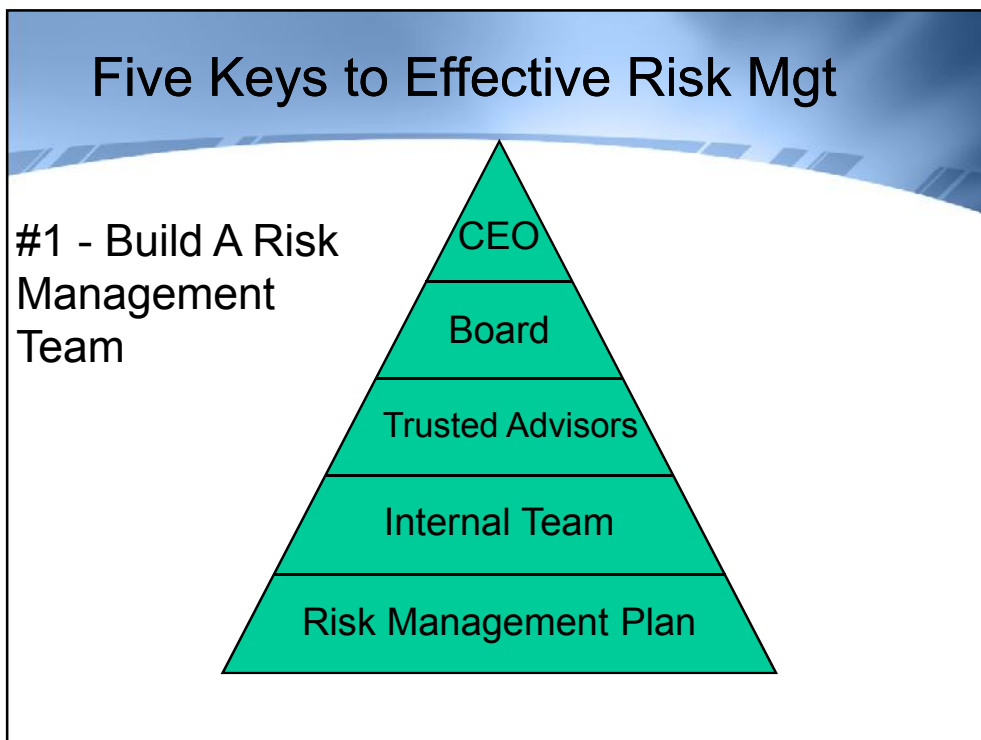 Five Keys to Effective Risk Mgt
#1 - Build A Risk
Management
Team
CEO
Board
Trusted Advisors
Internal Team
Risk Management Plan